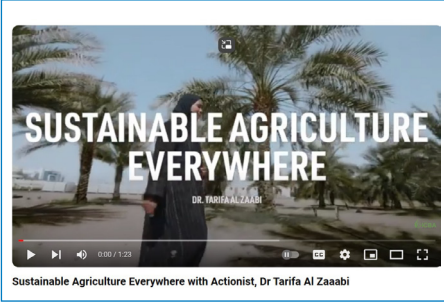 SUSTAINABLE AGRICULTURE
EVERYWHERE
DR. TARIFA AL ZAABI
0:00 / 1:23
CC
Sustainable Agriculture Everywhere with Actionist, Dr Tarifa Al Zaaabi